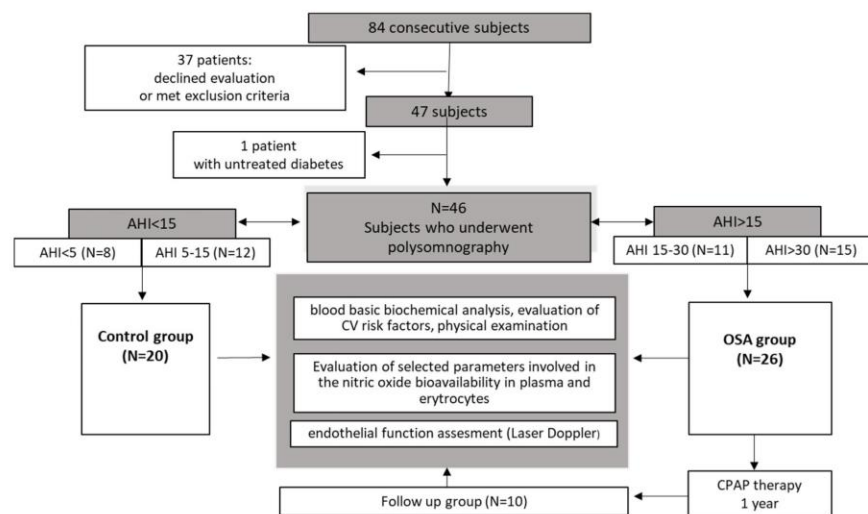 84 consecutive subjects
37 patients:
declined evaluation
or met exclusion criteria
47 subjects
1 patient
with untreated diabetes
N=46
Subjects who underwent
polysomnography
AHI<15
AHI<5 (N=8)
AHI 5-15 (N=12)
AHI>15
AHI 15-30 (N=11)
AHI>30 (N=15)
Control group
(N=20)
blood basic biochemical analysis, evaluation of
CV risk factors, physical examination
Evaluation of selected parameters involved in
the nitric oxide bioavailability in plasma and
erytrocytes
endothelial function assesment (Laser Doppler)
OSA group
(N=26)
CPAP therapy
1 year
Follow up group (N=10)